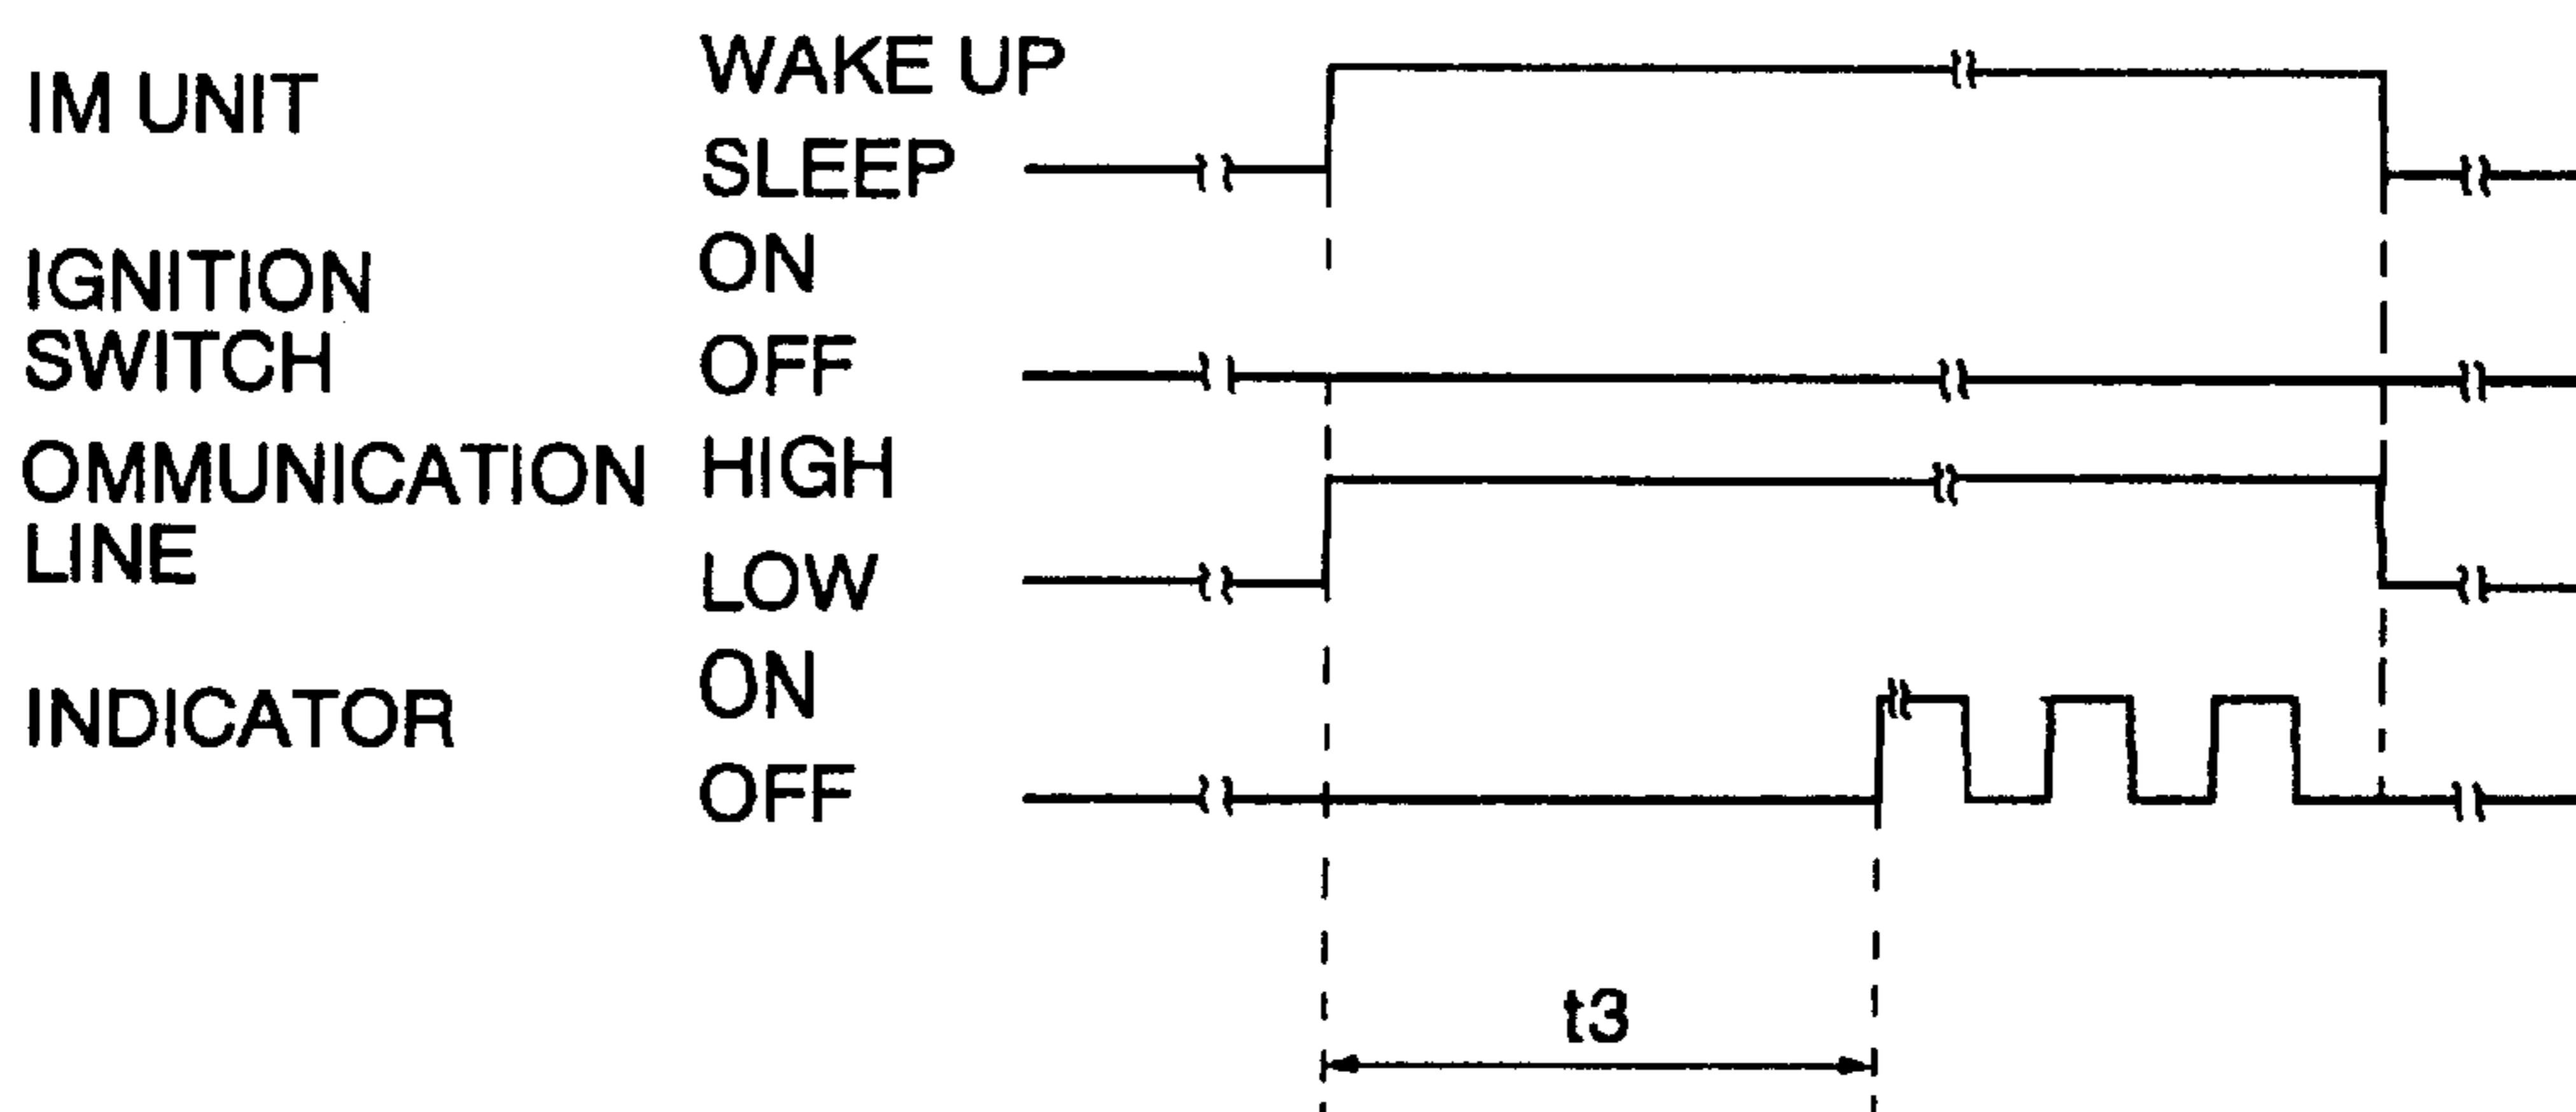 IM UNIT
WAKE UP
SLEEP
IGNITION
SWITCH
ON
OFF
OMMUNICATION
LINE
HIGH
LOW
INDICATOR
ON
OFF
t3